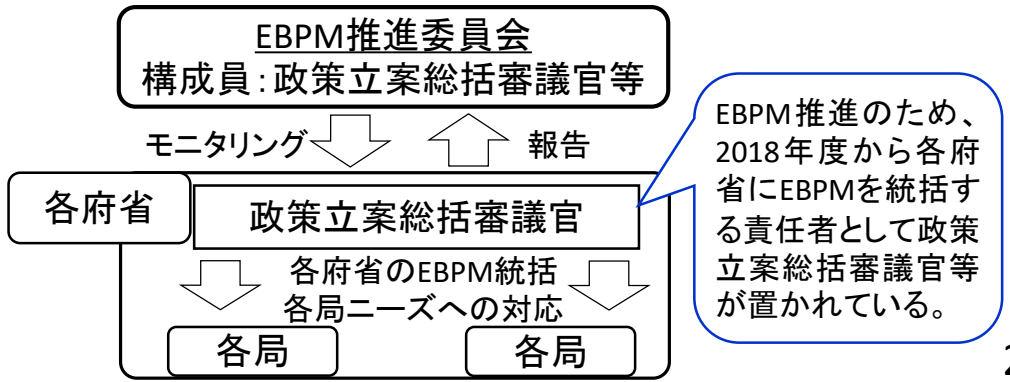 EBPM推進委員会
構成員：政策立案総括審議官等
モニタリング
報告
各府省
政策立案総括審議官
各府省のEBPM統括
各局ニーズへの対応
各局
各局
EBPM推進のため、
2018年度から各府
省にEBPMを統括す
る責任者として政策
立案総括審議官等
が置かれている。